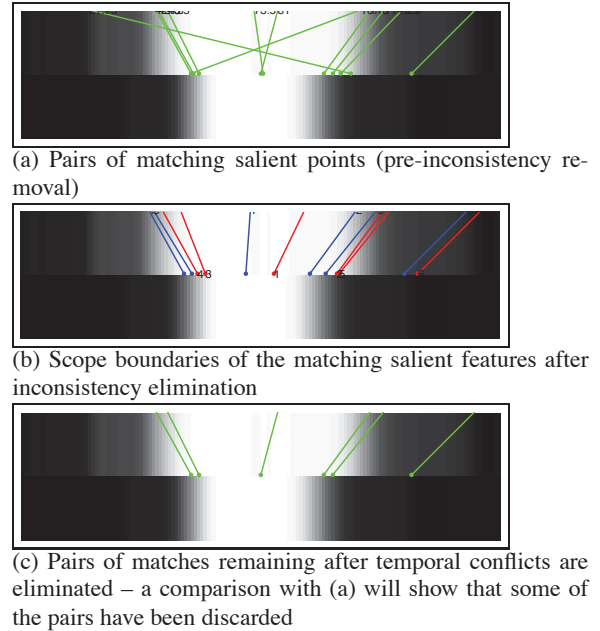 (a) Pairs of matching salient points (pre-inconsistency re-
moval)
(b) Scope boundaries of the matching salient features after
inconsistency elimination
(c) Pairs of matches remaining after temporal conflicts are
eliminated – a comparison with (a) will show that some of
the pairs have been discarded